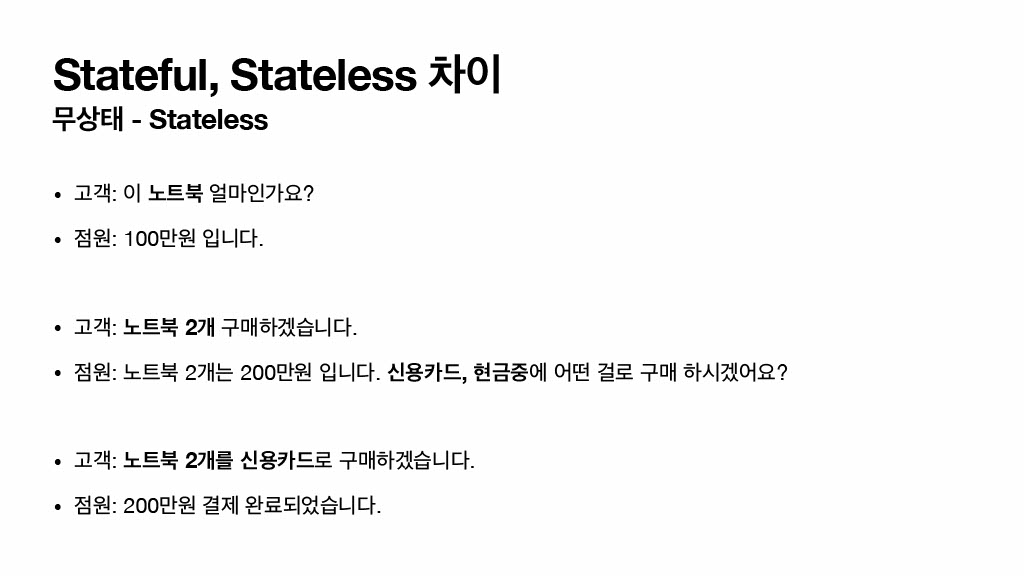 Stateful, Stateless 차이
무상태 - Stateless
• 고객: 이 노트북 얼마인가요?
• 점원: 100만원 입니다.
• 고객: 노트북 2개 구매하겠습니다.
• 점원: 노트북 2개는 200만원 입니다. 신용카드, 현금중에 어떤 걸로 구매 하시겠어요?
• 고객: 노트북 2개를 신용카드로 구매하겠습니다.
• 점원: 200만원 결제 완료되었습니다.